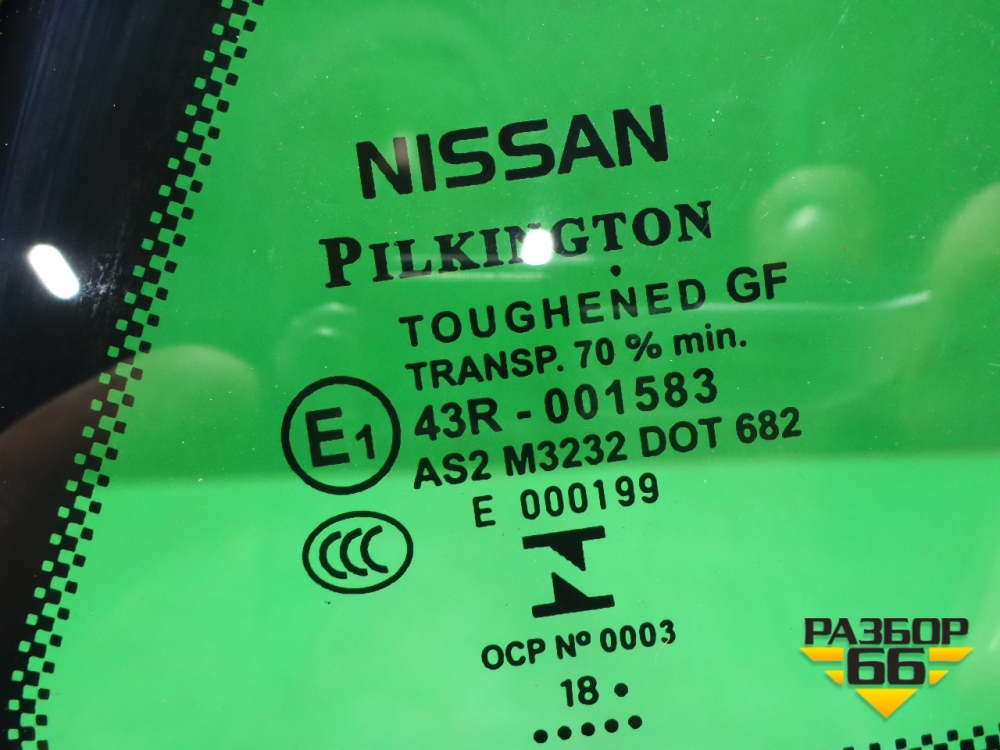 NISSAN
PILKINGTON
TOUGHENED GF
TRANSP. 70 % min.
E1
43R - 001583
AS2 M3232 DOT 682
E 000199
CCC
OCP Nº 0003
18 •
•••••
РАЗБОР
66